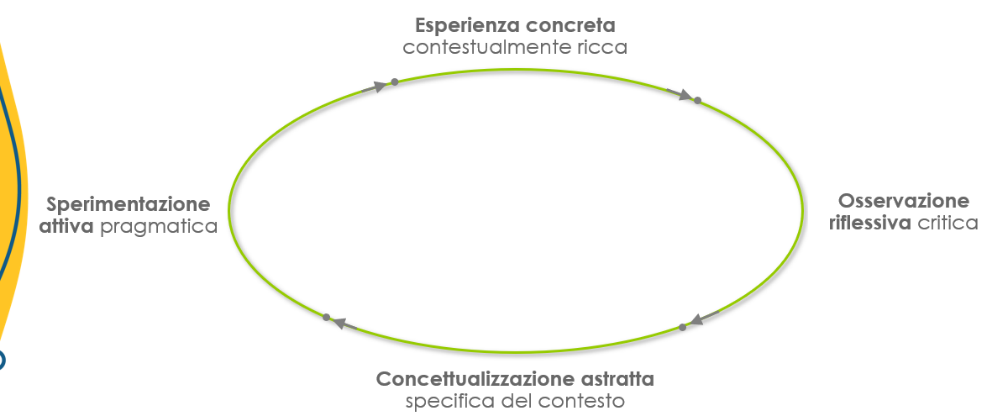 Esperienza concreta
contestualmente ricca
Sperimentazione
attiva pragmatica
Osservazione
riflessiva critica
Concettualizzazione astratta
specifica del contesto